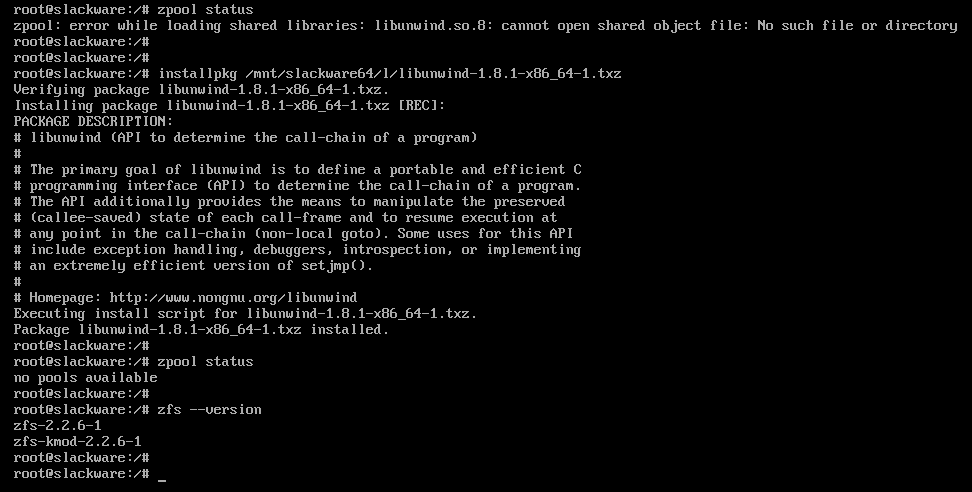 root@slackware:/# zpool status
zpool: error while loading shared libraries: libunwind.so.8: cannot open shared object file: No such file or directory
root@slackware:/#
root@slackware:/#
root@slackware:/# installpkg /mnt/slackware64/l/libunwind-1.8.1-x86_64-1.txz
Verifying package libunwind-1.8.1-x86_64-1.txz.
Installing package libunwind-1.8.1-x86_64-1.txz [REC]:
PACKAGE DESCRIPTION:
# libunwind (API to determine the call-chain of a program)
#
# The primary goal of libunwind is to define a portable and efficient C
# programming interface (API) to determine the call-chain of a program.
# The API additionally provides the means to manipulate the preserved
# (callee-saved) state of each call-frame and to resume execution at
# any point in the call-chain (non-local goto). Some uses for this API
# include exception handling, debuggers, introspection, or implementing
# an extremely efficient version of setjmp().
#
# Homepage: http://www.nongnu.org/libunwind
Executing install script for libunwind-1.8.1-x86_64-1.txz.
Package libunwind-1.8.1-x86_64-1.txz installed.
root@slackware:/#
root@slackware:/# zpool status
no pools available
root@slackware:/#
root@slackware:/# zfs --version
zfs-2.2.6-1
zfs-kmod-2.2.6-1
root@slackware:/#
root@slackware:/# _